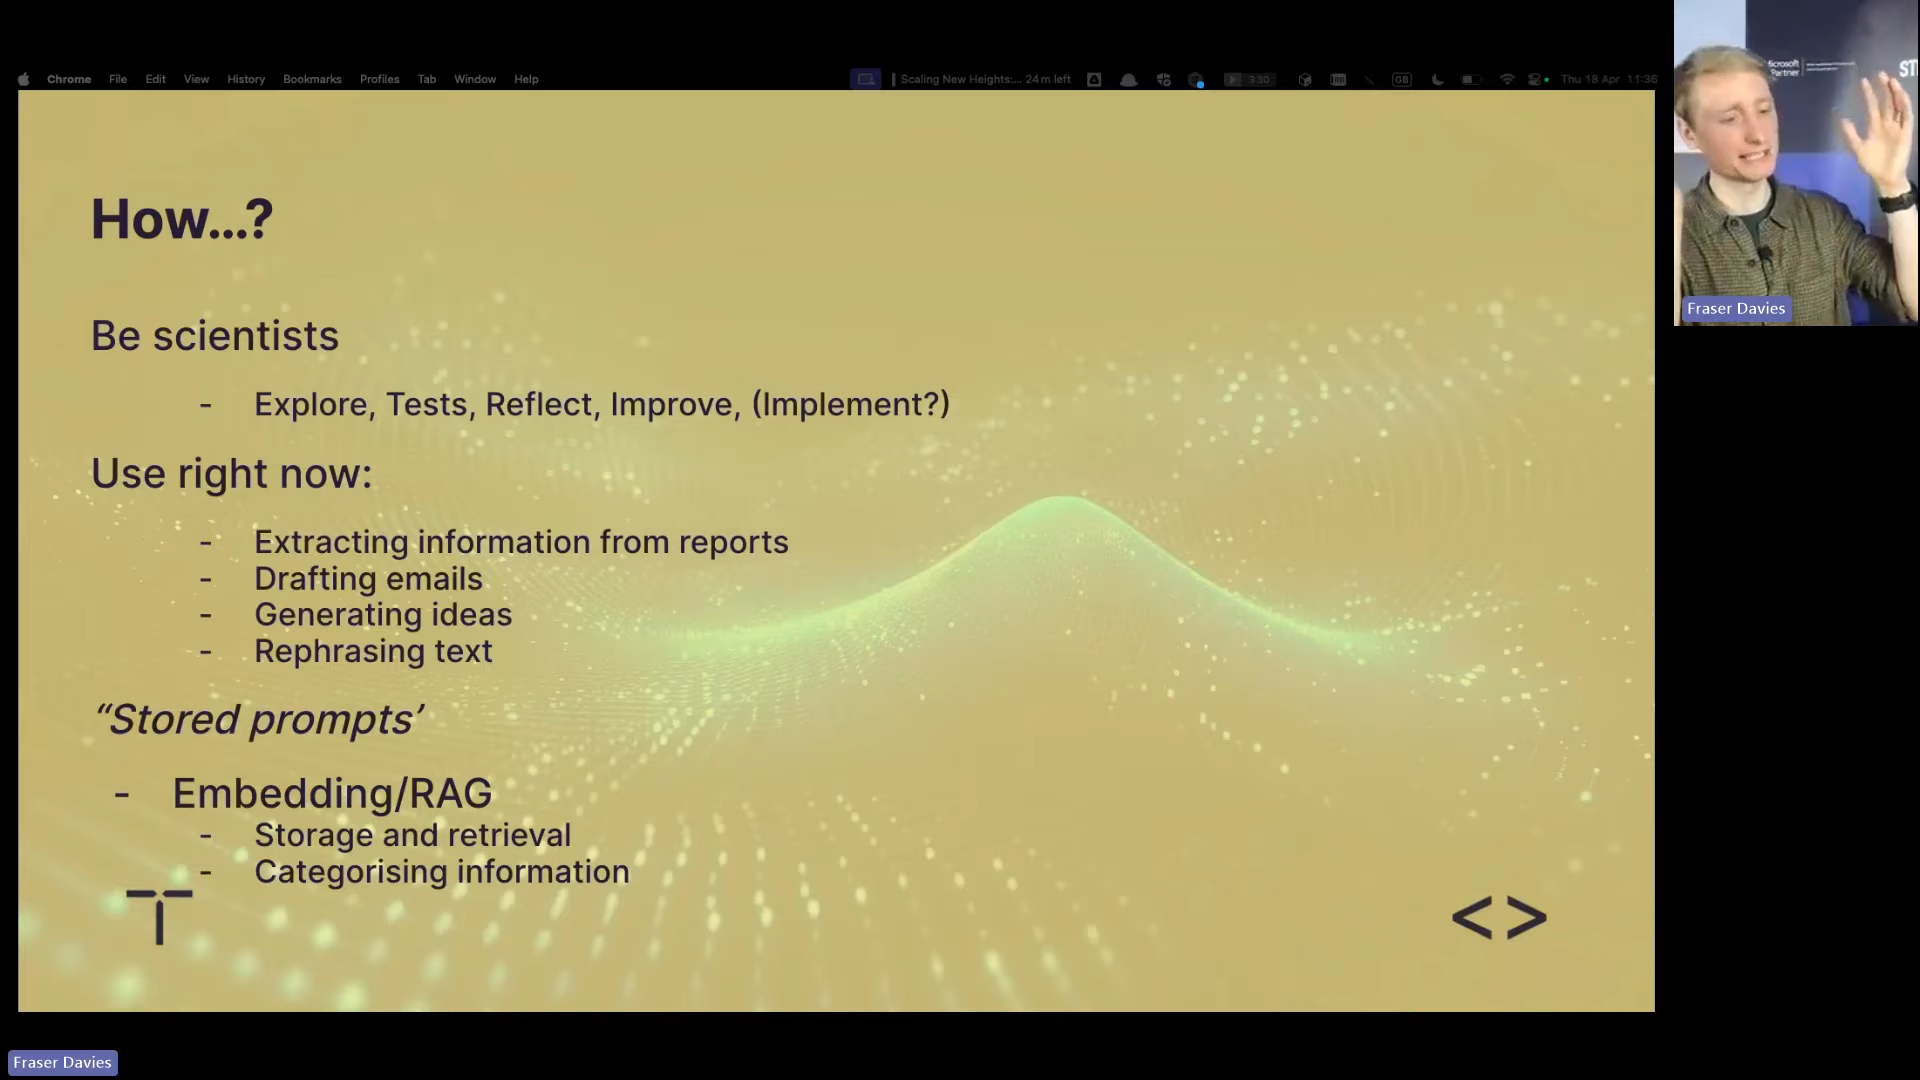 Chrome File Edit View History Bookmarks Profiles Tab Window Help
Scaling New Heights:... 24 m left
3:30
GB
Thu 18 Apr 11:36
How...?
Be scientists
- Explore, Tests, Reflect, Improve, (Implement?)
Use right now:
- Extracting information from reports
- Drafting emails
- Generating ideas
- Rephrasing text
“Stored prompts’
- Embedding/RAG
- Storage and retrieval
- Categorising information
< >
icrosoft
Partner
ST
Fraser Davies
Fraser Davies